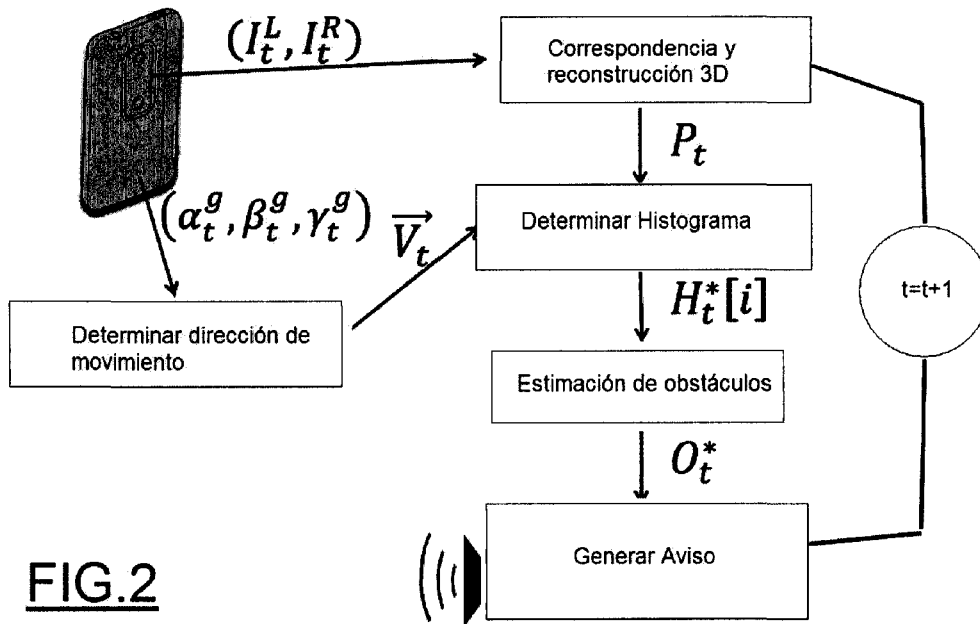 (I_t^L, I_t^R)
Correspondencia y
reconstrucción 3D
P_t
(α_t^g, β_t^g, γ_t^g)
V_t
Determinar Histograma
t=t+1
Determinar dirección de
movimiento
H_t^*[i]
Estimación de obstáculos
O_t^*
Generar Aviso
FIG.2